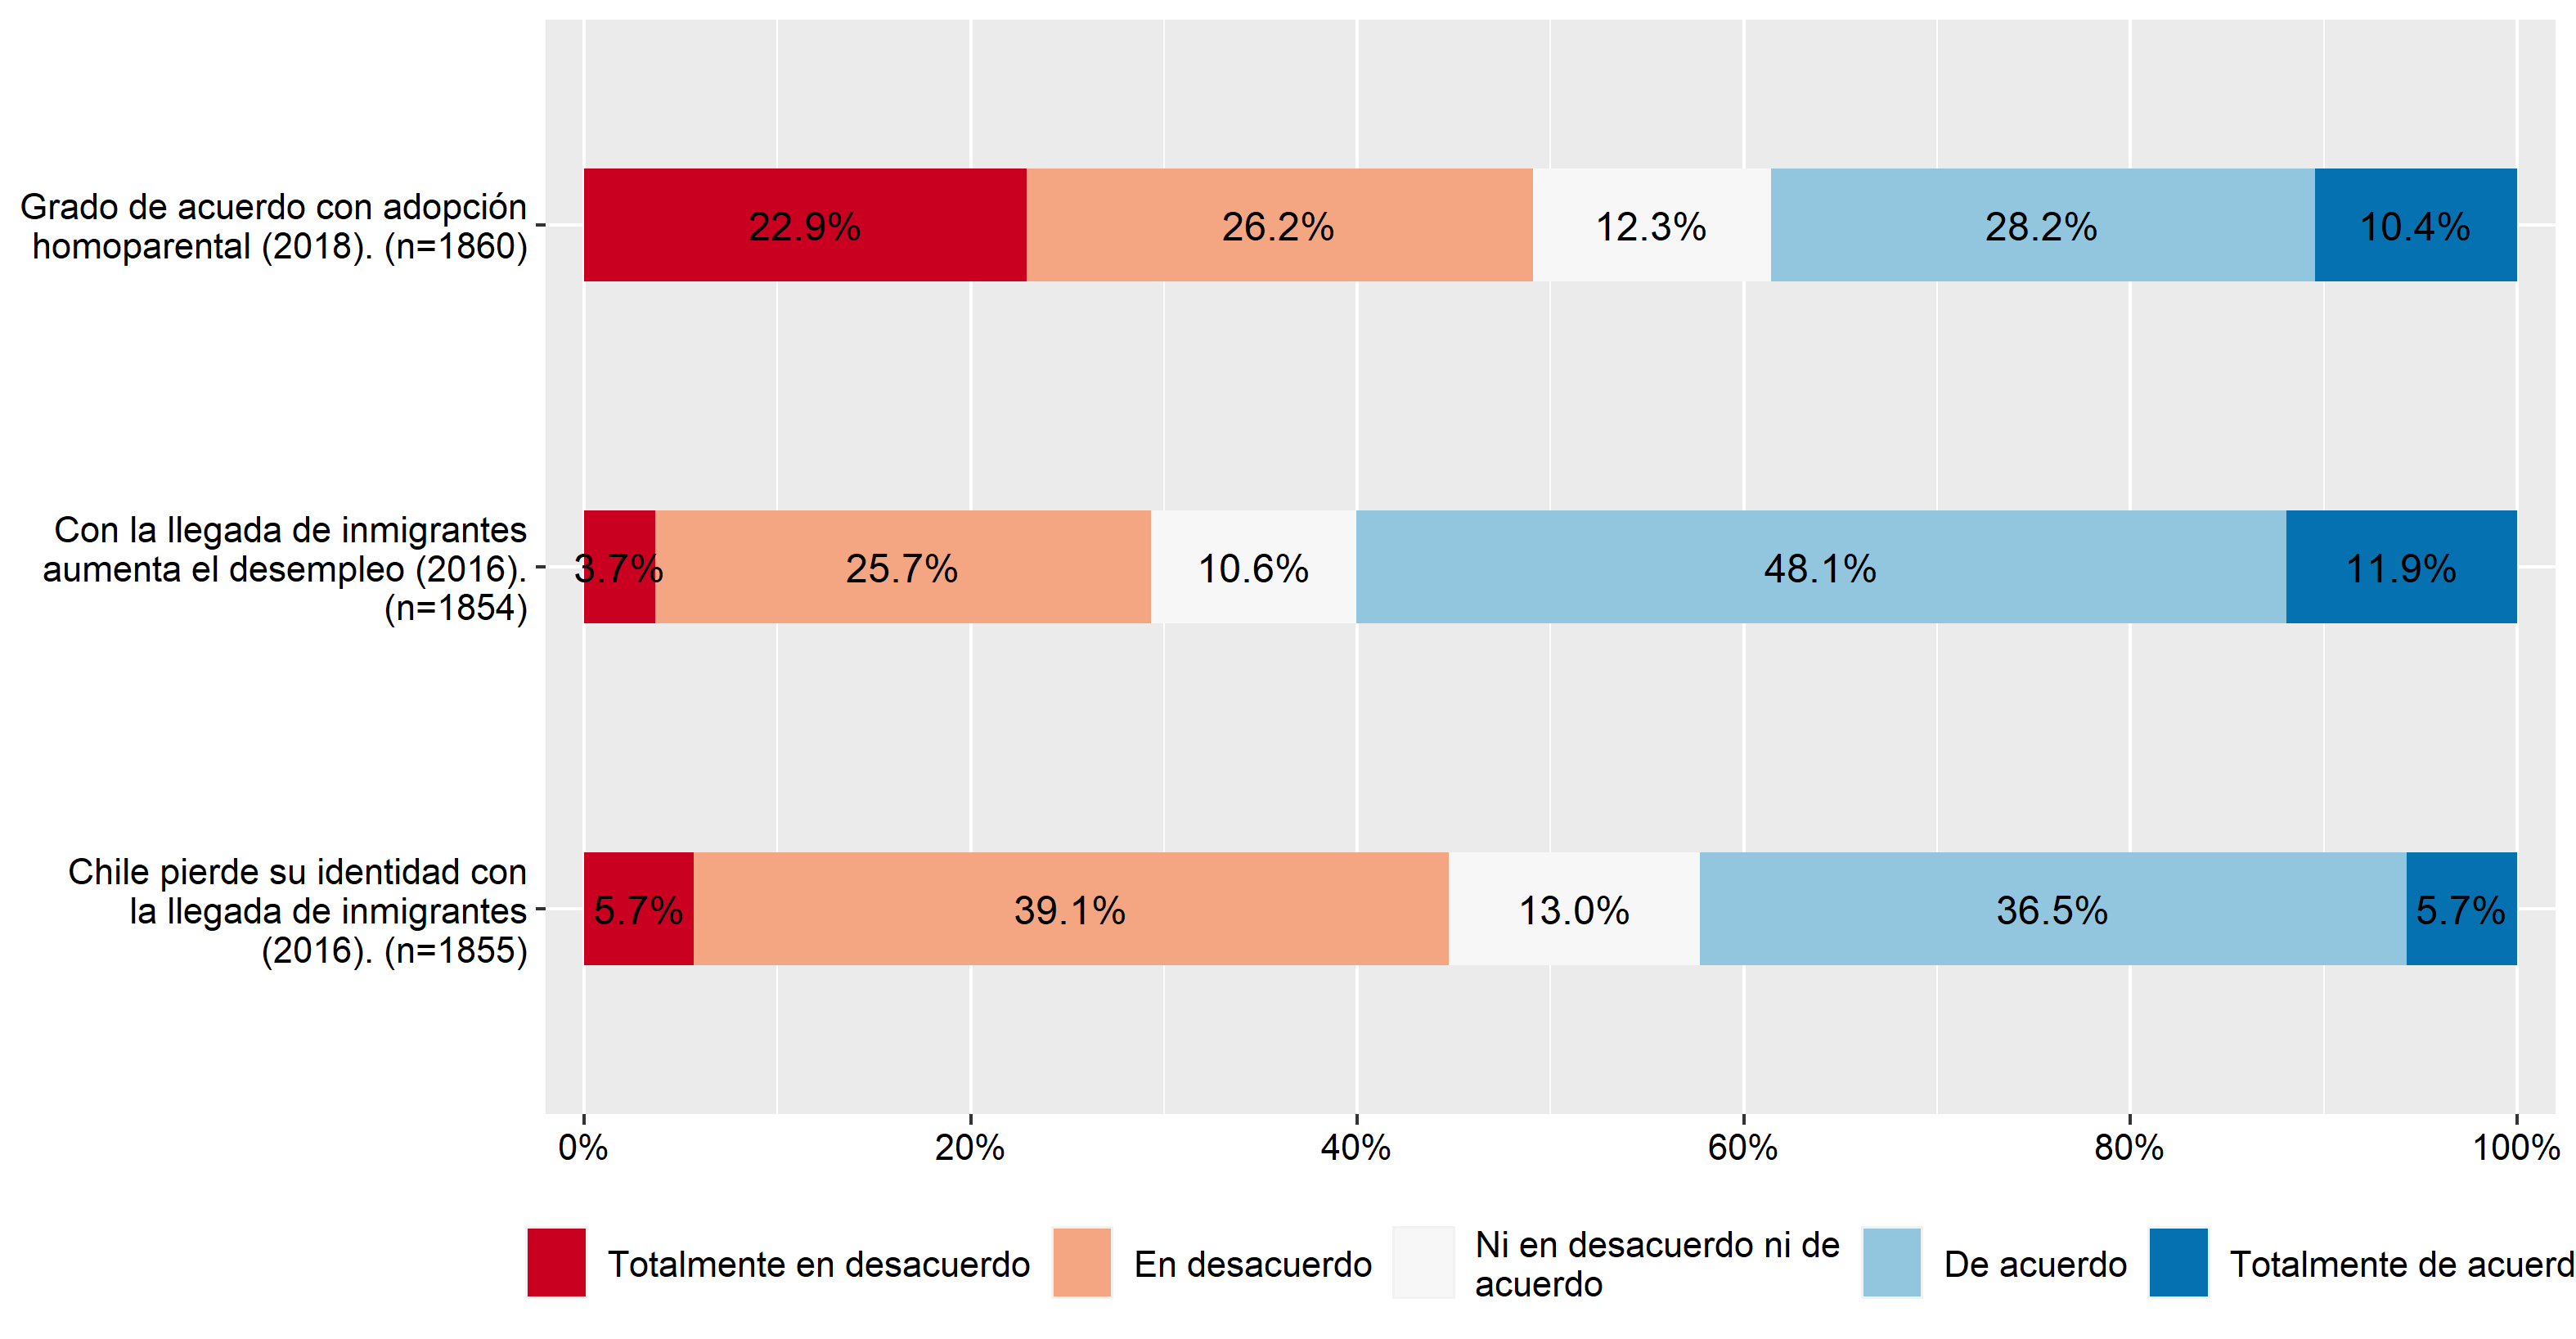 Grado de acuerdo con adopción
homoparental (2018). (n=1860)
22.9% 26.2% 12.3% 28.2% 10.4%
Con la llegada de inmigrantes
aumenta el desempleo (2016).
(n=1854)
3.7% 25.7% 10.6% 48.1% 11.9%
Chile pierde su identidad con
la llegada de inmigrantes
(2016). (n=1855)
5.7% 39.1% 13.0% 36.5% 5.7%
0% 20% 40% 60% 80% 100%
Totalmente en desacuerdo
En desacuerdo
Ni en desacuerdo ni de
acuerdo
De acuerdo
Totalmente de acuerd